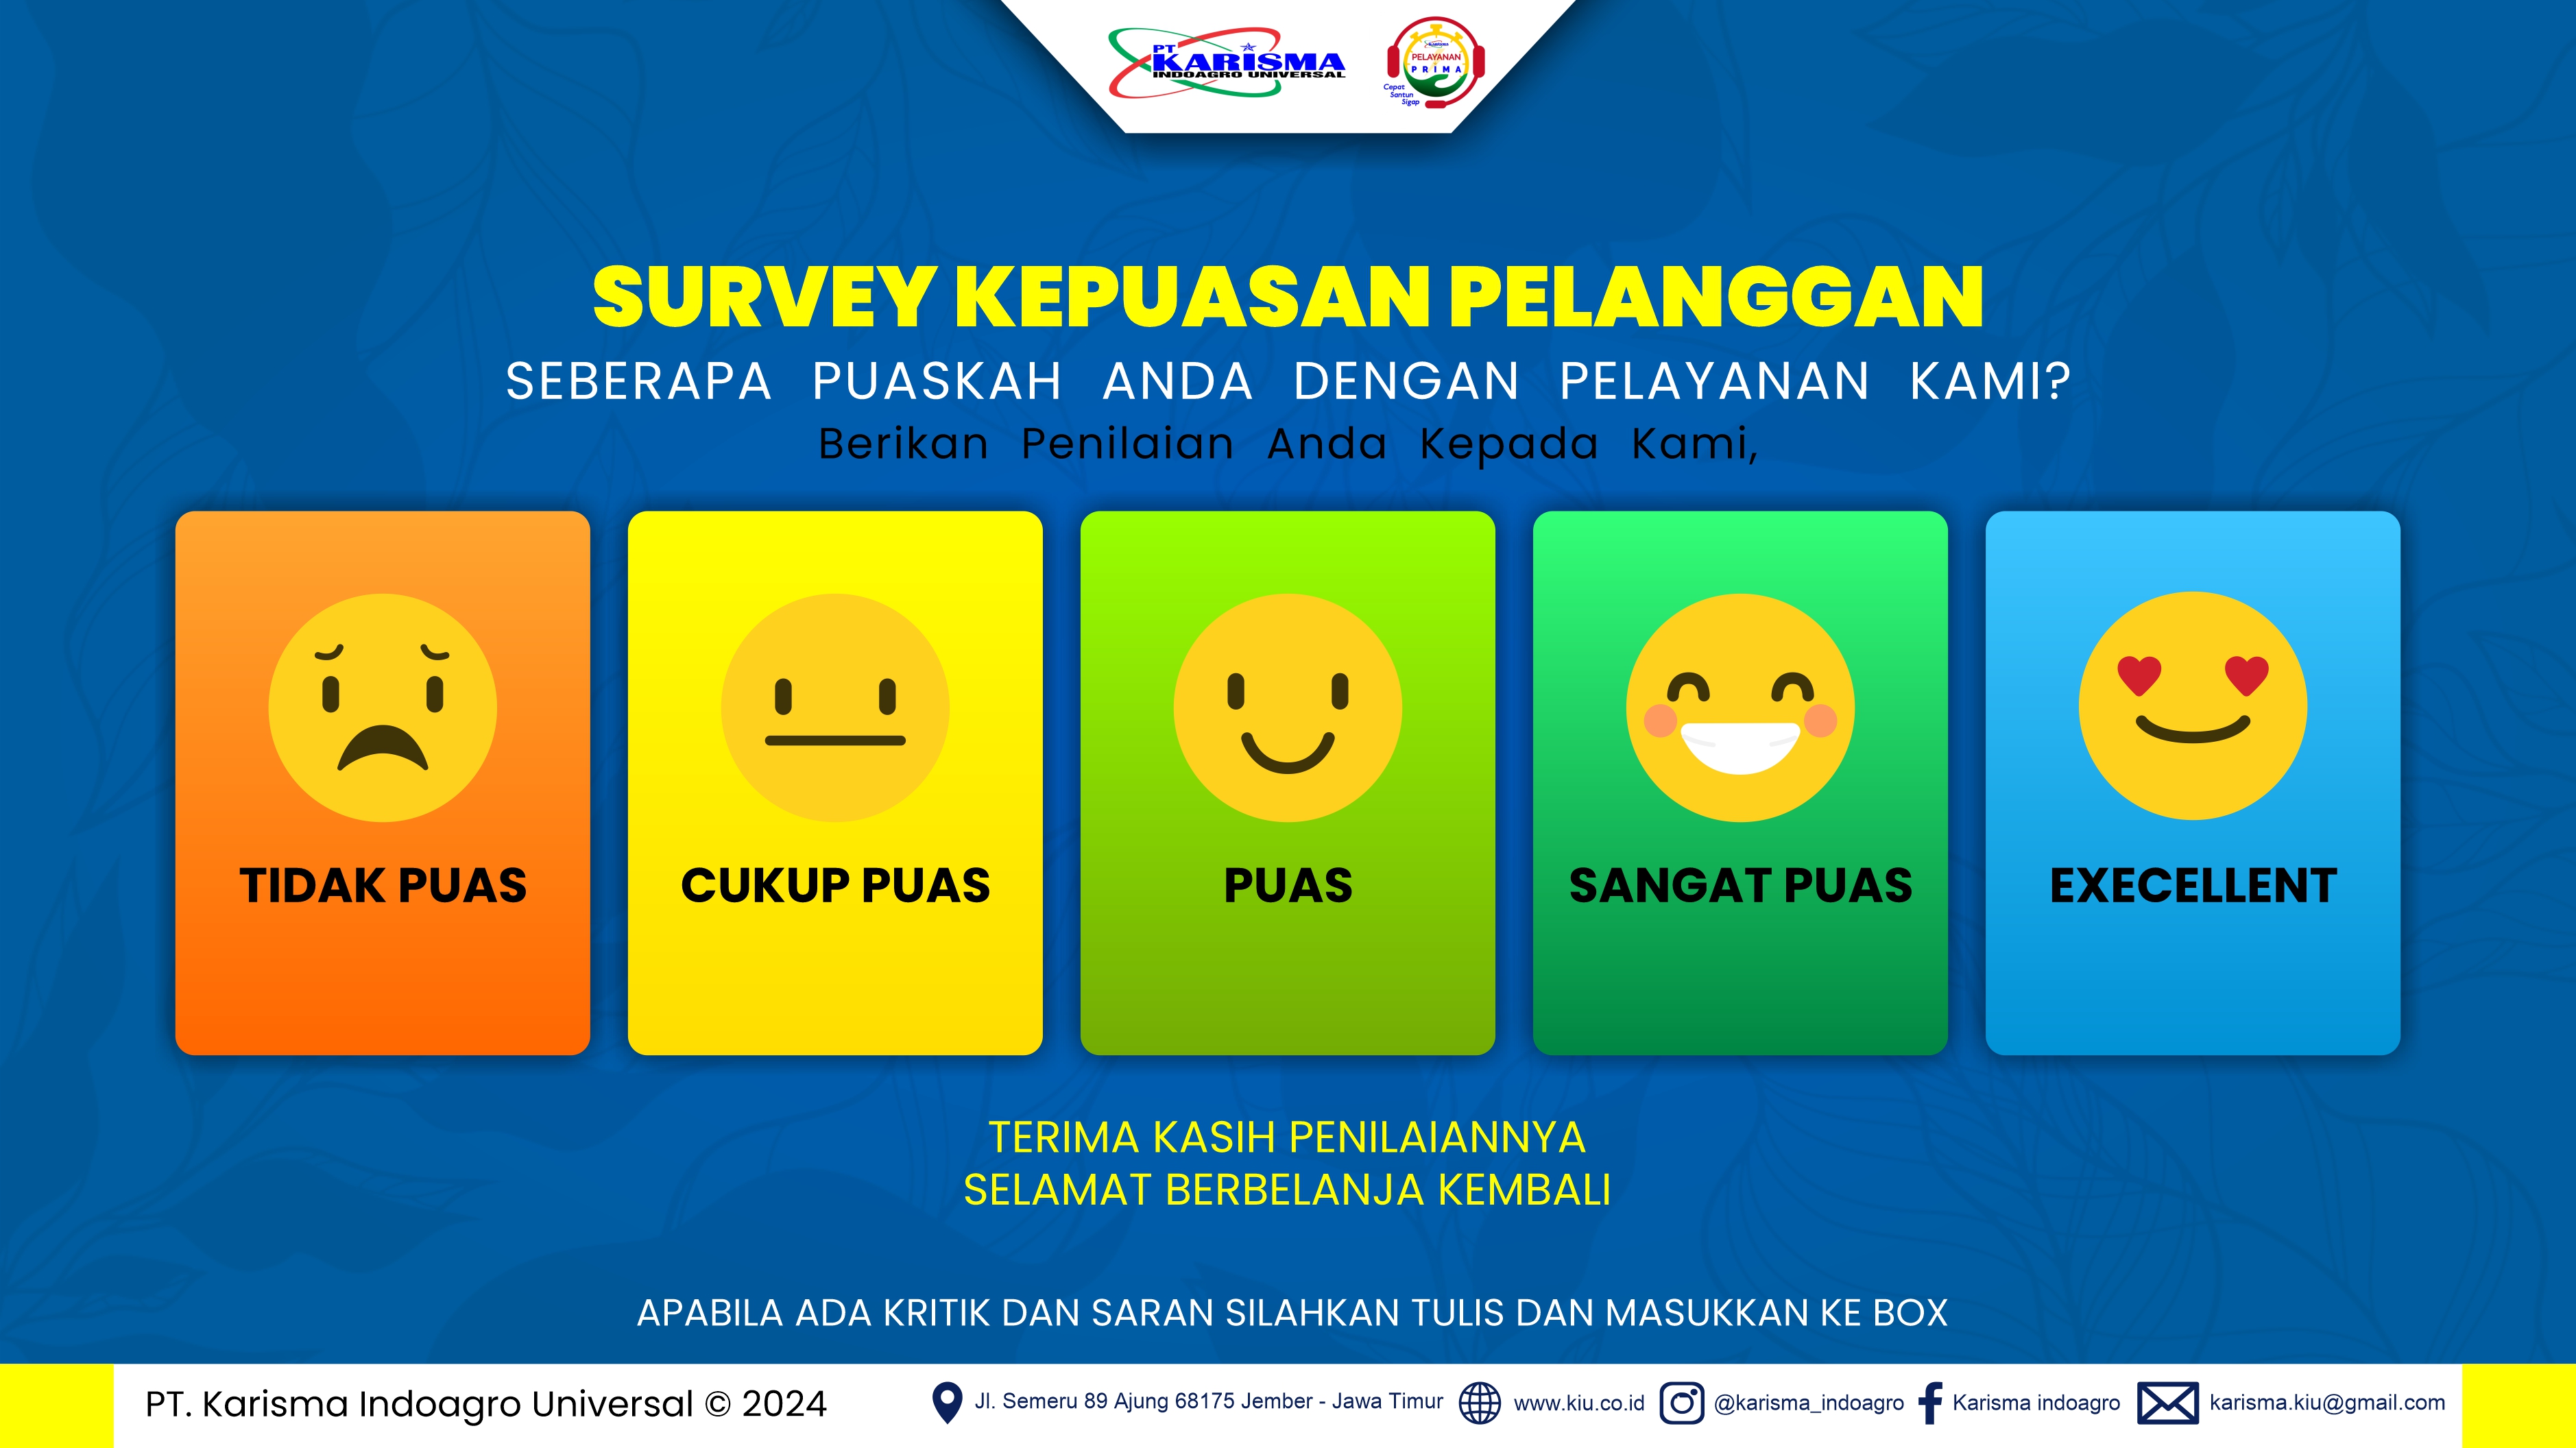 PT
KARISMA
INDOAGRO UNIVERSAL
KARISMA
PELAYANAN
PRIMA
Cepat
Santun
Sigap
SURVEY KEPUASAN PELANGGAN
SEBERAPA PUASKAH ANDA DENGAN PELAYANAN KAMI?
Berikan Penilaian Anda Kepada Kami,
TIDAK PUAS
CUKUP PUAS
PUAS
SANGAT PUAS
EXECELLENT
TERIMA KASIH PENILAIANNYA
SELAMAT BERBELANJA KEMBALI
APABILA ADA KRITIK DAN SARAN SILAHKAN TULIS DAN MASUKKAN KE BOX
PT. Karisma Indoagro Universal © 2024
Jl. Semeru 89 Ajung 68175 Jember - Jawa Timur
www.kiu.co.id
@karisma_indoagro
Karisma indoagro
karisma.kiu@gmail.com